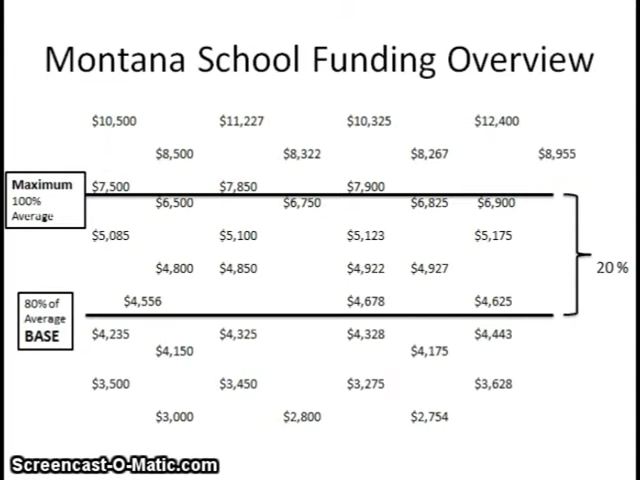 Montana School Funding Overview
$10,500 $11,227 $10,325 $12,400
$8,500 $8,322 $8,267 $8,955
Maximum
100%
Average
$7,500 $7,850 $7,900
$6,500 $6,750 $6,825 $6,900
$5,085 $5,100 $5,123 $5,175
$4,800 $4,850 $4,922 $4,927
20 %
$4,556 $4,678 $4,625
80% of
Average
BASE
$4,235 $4,325 $4,328 $4,443
$4,150 $4,175
$3,500 $3,450 $3,275 $3,628
$3,000 $2,800 $2,754
Screencast-O-Matic.com